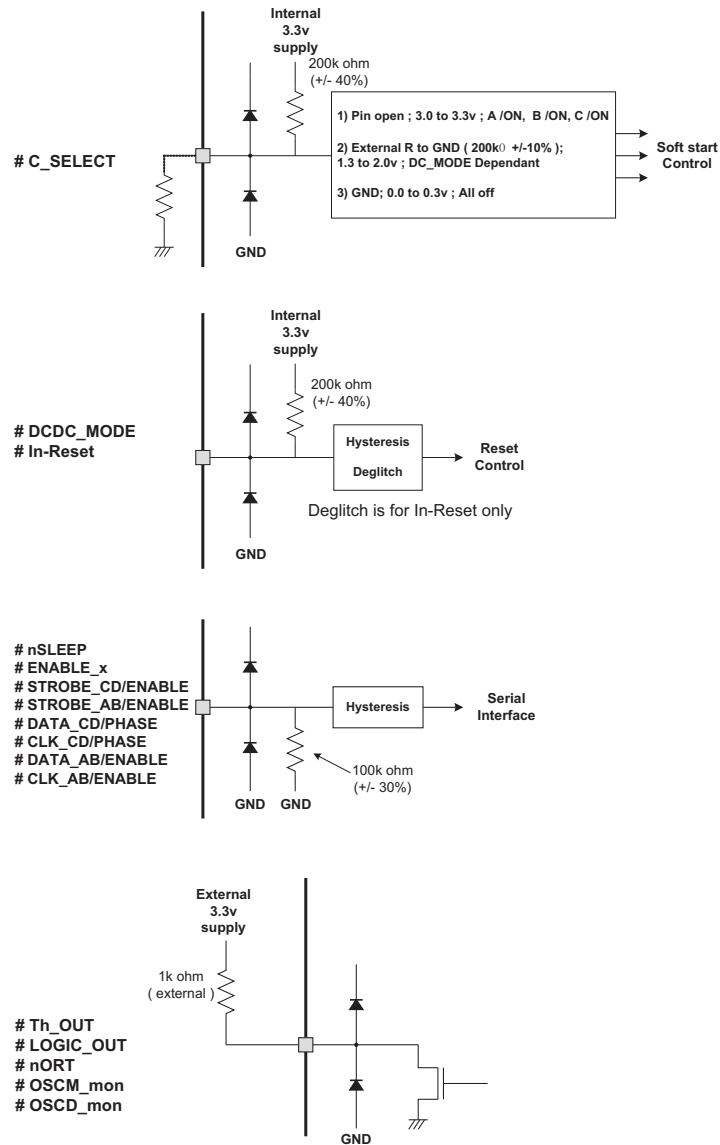 Internal
3.3v
supply
200k ohm
(+/- 40%)
# C_SELECT
1) Pin open ; 3.0 to 3.3v ; A /ON, B /ON, C /ON
2) External R to GND ( 200k0 +/-10% );
1.3 to 2.0v ; DC_MODE Dependant
3) GND; 0.0 to 0.3v ; All off
Soft start
Control
GND
Internal
3.3v
supply
200k ohm
(+/- 40%)
# DCDC_MODE
# In-Reset
Hysteresis
Deglitch
Reset
Control
Deglitch is for In-Reset only
GND
# nSLEEP
# ENABLE_x
# STROBE_CD/ENABLE
# STROBE_AB/ENABLE
# DATA_CD/PHASE
# CLK_CD/PHASE
# DATA_AB/ENABLE
# CLK_AB/ENABLE
Hysteresis
Serial
Interface
100k ohm
(+/- 30%)
GND GND
External
3.3v
supply
1k ohm
( external )
# Th_OUT
# LOGIC_OUT
# nORT
# OSCM_mon
# OSCD_mon
GND